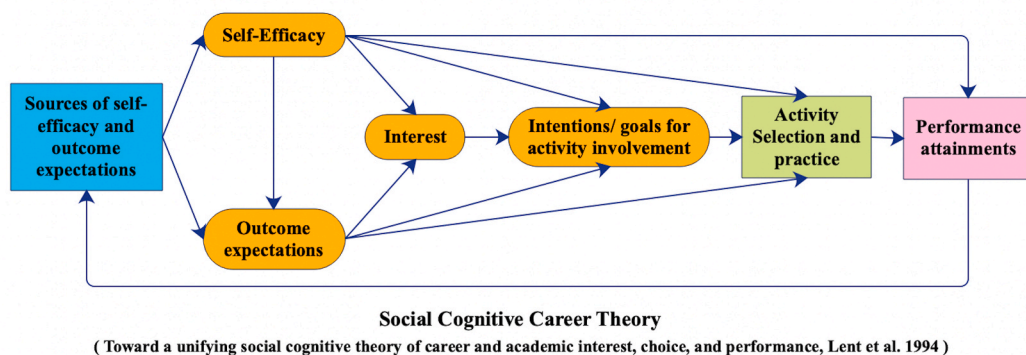 Self-Efficacy
Sources of self-
efficacy and
outcome
expectations
Interest
Intentions/ goals for
activity involvement
Activity
Selection and
practice
Performance
attainments
Outcome
expectations
Social Cognitive Career Theory
( Toward a unifying social cognitive theory of career and academic interest, choice, and performance, Lent et al. 1994 )